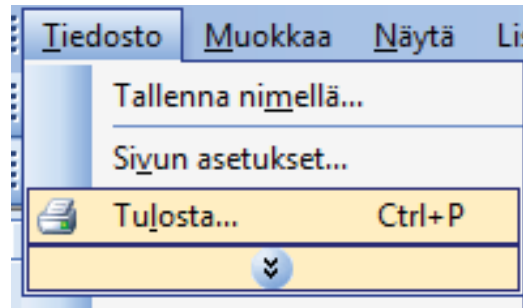 Tiedosto Muokkaa Näytä
Tallenna nimellä...
Sivun asetukset...
Tulosta... Ctrl+P